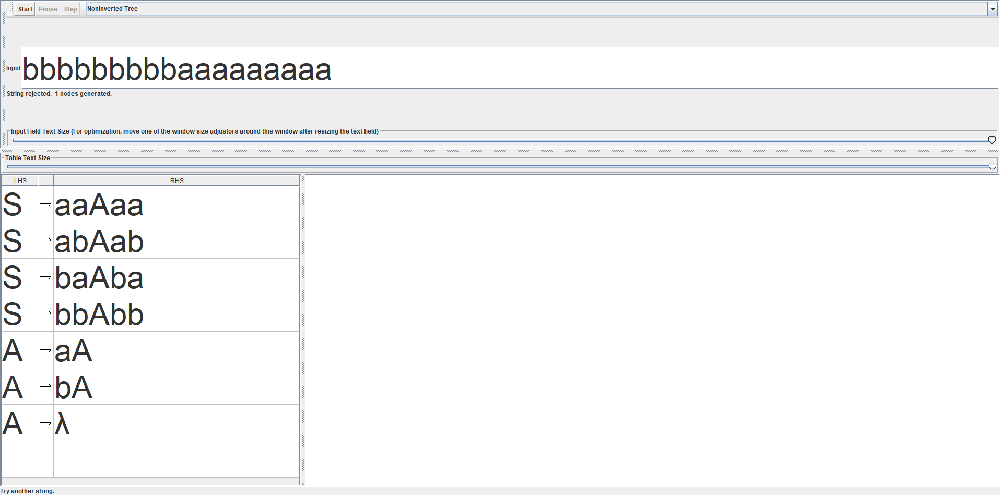 Start Pause Step Noninverted Tree
Input bbbbbbbbbaaaaaaaaa
String rejected. 1 nodes generated.
Input Field Text Size (For optimization, move one of the window size adjustors around this window after resizing the text field)
Table Text Size
LHS RHS
S → aaAaa
S → abAab
S → baAba
S → bbAbb
A → aA
A → bA
A → λ
Try another string.